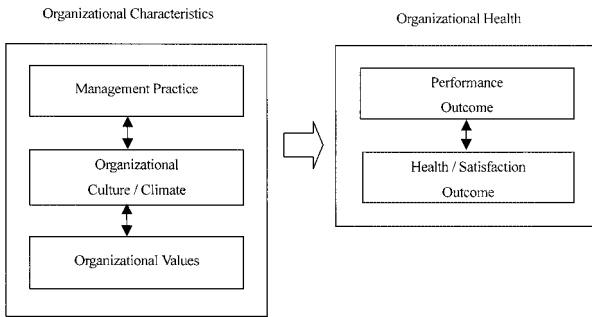 Organizational Characteristics
Management Practice
Organizational
Culture / Climate
Organizational Values
Organizational Health
Performance
Outcome
Health / Satisfaction
Outcome